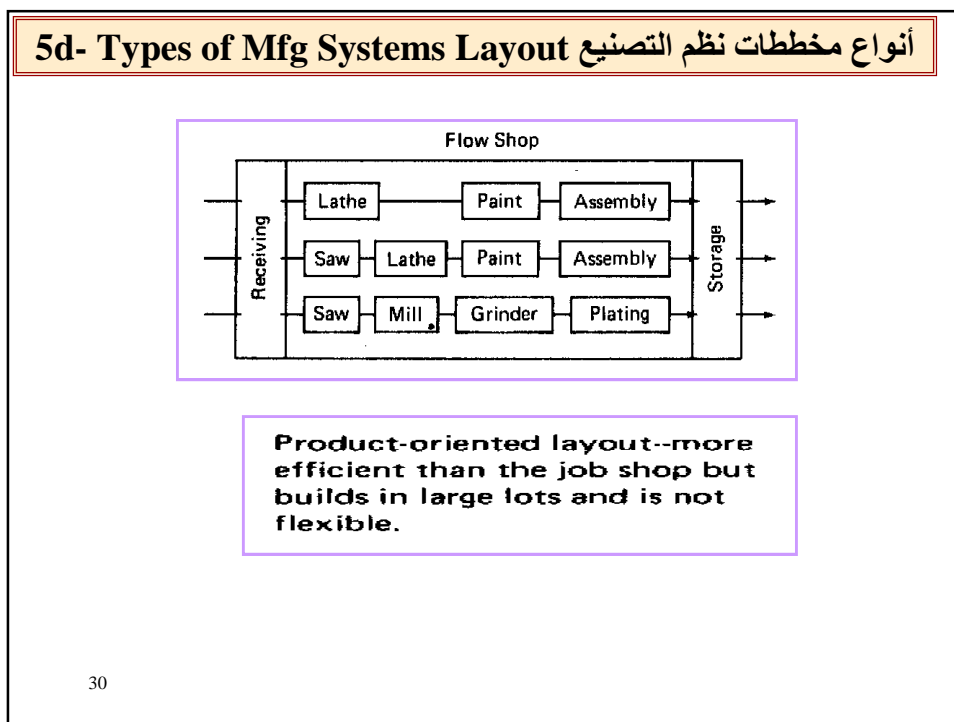 5d- Types of Mfg Systems Layout أنواع مخططات نظم التصنيع
Flow Shop
Receiving
Lathe Paint Assembly
Saw Lathe Paint Assembly
Saw Mill Grinder Plating
Storage
Product-oriented layout--more
efficient than the job shop but
builds in large lots and is not
flexible.
30